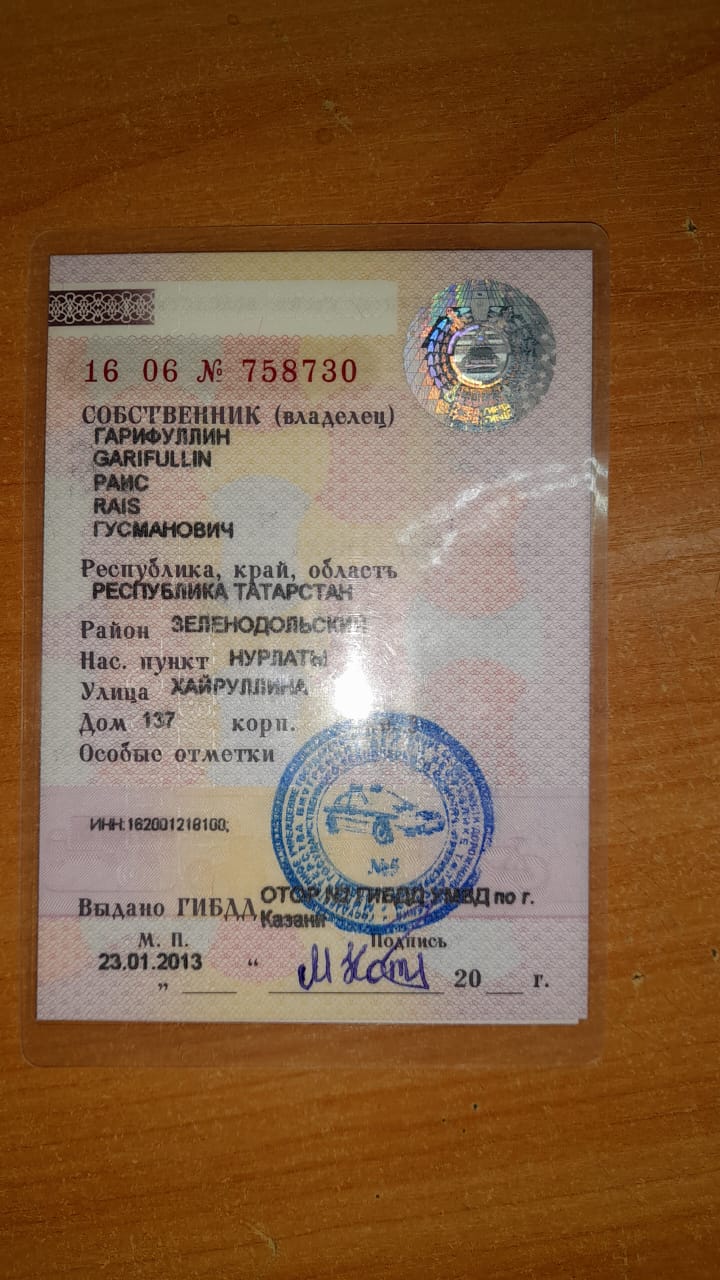 16 06 № 758730
СОБСТВЕННИК (владелец)
ГАРИФУЛЛИН
GARIFULLIN
РАИС
RAIS
ГУСМАНОВИЧ
Республика, край, область
РЕСПУБЛИКА ТАТАРСТАН
Район ЗЕЛЕНОДОЛЬСКИЙ
Нас. пункт НУРЛАТЫ
Улица ХАЙРУЛЛИНА
Дом 137 корп.
Особые отметки
ИНН:162001218100;
№5
Выдано ГИБДД ОТОР №2 ГИБДД УМВД по г.
Казани
М. П. Подпись
23.01.2013 “
„ 20 г.